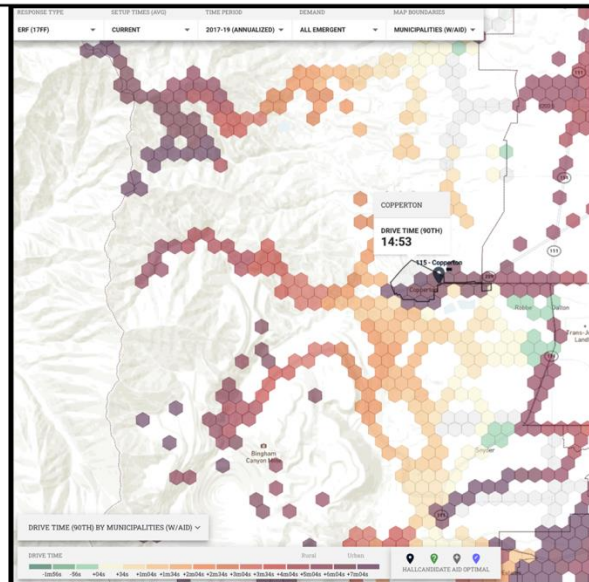 RESPONSE TYPE SETUP TIMES (AVG) TIME PERIOD DEMAND MAP BOUNDARIES
ERF (17FF) CURRENT 2017-19 (ANNUALIZED) ALL EMERGENT MUNICIPALITIES (W/AID)
COPPERTON
DRIVE TIME (90TH)
14:53
115 - Copperton
Copperton
111
Bingham
Canyon Mine
DRIVE TIME (90TH) BY MUNICIPALITIES (W/AID)
DRIVE TIME Rural Urban
-1m56s -56s +04s +34s +1m04s +1m34s +2m04s +2m34s +3m04s +3m34s +4m04s +5m04s +6m04s +7m04s
HALL CANDIDATE AID OPTIMAL